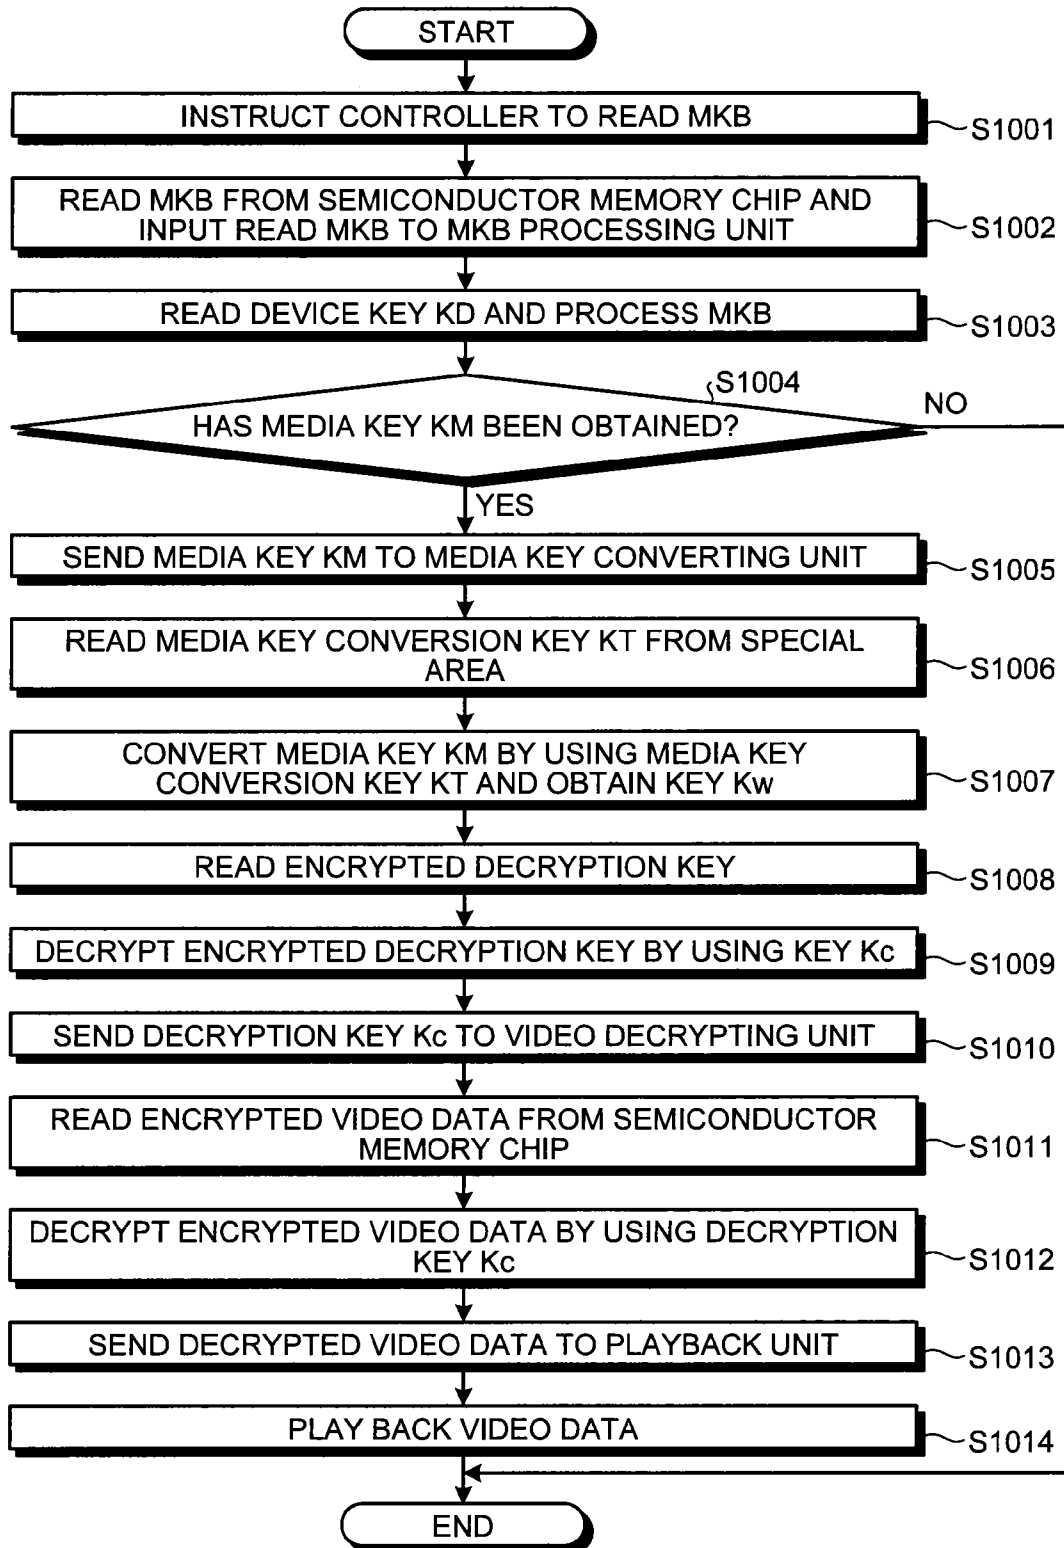 START
INSTRUCT CONTROLLER TO READ MKB
S1001
READ MKB FROM SEMICONDUCTOR MEMORY CHIP AND
INPUT READ MKB TO MKB PROCESSING UNIT
S1002
READ DEVICE KEY KD AND PROCESS MKB
S1003
S1004
HAS MEDIA KEY KM BEEN OBTAINED?
NO
YES
SEND MEDIA KEY KM TO MEDIA KEY CONVERTING UNIT
S1005
READ MEDIA KEY CONVERSION KEY KT FROM SPECIAL
AREA
S1006
CONVERT MEDIA KEY KM BY USING MEDIA KEY
CONVERSION KEY KT AND OBTAIN KEY Kw
S1007
READ ENCRYPTED DECRYPTION KEY
S1008
DECRYPT ENCRYPTED DECRYPTION KEY BY USING KEY Kc
S1009
SEND DECRYPTION KEY Kc TO VIDEO DECRYPTING UNIT
S1010
READ ENCRYPTED VIDEO DATA FROM SEMICONDUCTOR
MEMORY CHIP
S1011
DECRYPT ENCRYPTED VIDEO DATA BY USING DECRYPTION
KEY Kc
S1012
SEND DECRYPTED VIDEO DATA TO PLAYBACK UNIT
S1013
PLAY BACK VIDEO DATA
S1014
END